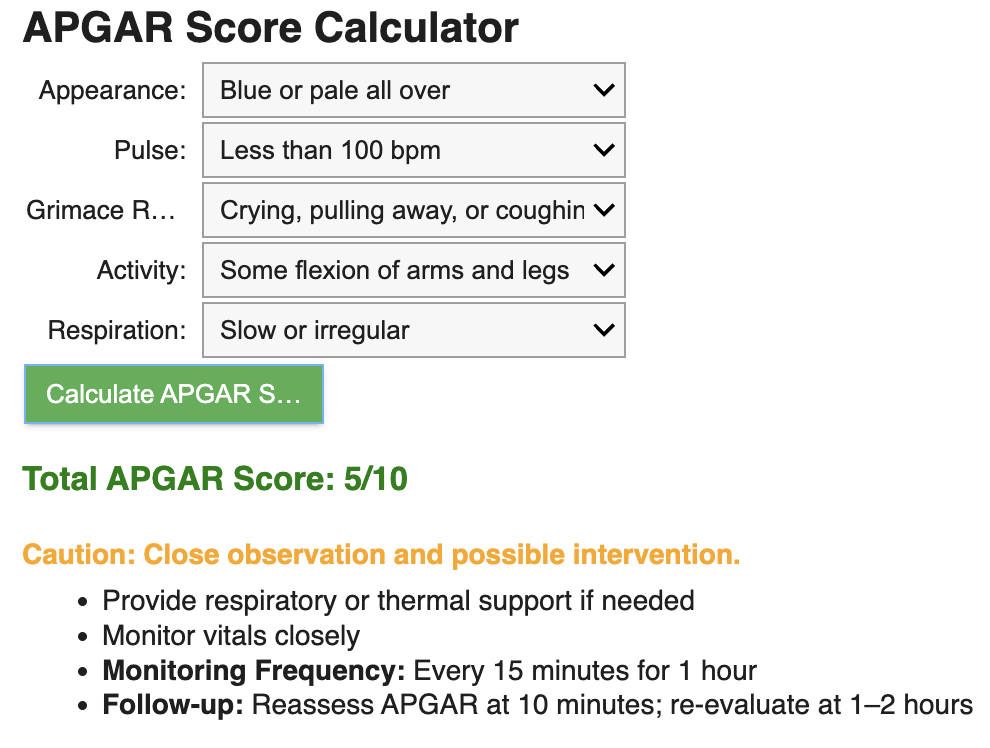 APGAR Score Calculator
Appearance: Blue or pale all over
Pulse: Less than 100 bpm
Grimace R... Crying, pulling away, or coughin
Activity: Some flexion of arms and legs
Respiration: Slow or irregular
Calculate APGAR S...
Total APGAR Score: 5/10
Caution: Close observation and possible intervention.
• Provide respiratory or thermal support if needed
• Monitor vitals closely
• Monitoring Frequency: Every 15 minutes for 1 hour
• Follow-up: Reassess APGAR at 10 minutes; re-evaluate at 1–2 hours